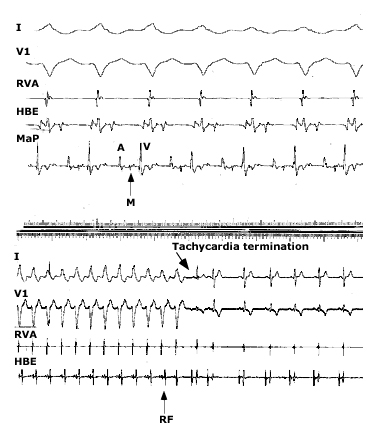 I
V1
RVA
HBE
MaP
A V
M
Tachycardia termination
I
V1
RVA
HBE
RF